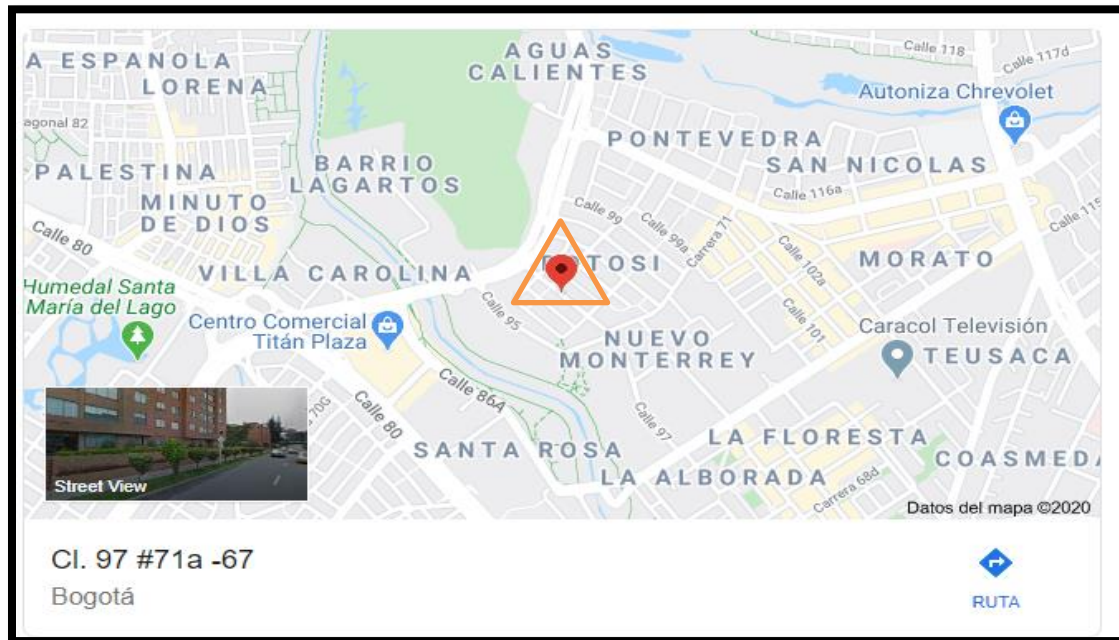 AGUAS
CALIENTES
Calle 118
Calle 117d
A ESPANOLA
LORENA
Autoniza Chrevolet
agonal 82
PONTEVEDRA
SAN NICOLAS
PALESTINA
BARRIO
LAGARTOS
MINUTO
DE DIOS
Calle 116a
Calle 115
Calle 99
Calle 99a
Carrera 71
Calle 80
Calle 102a
MORATO
TOSI
VILLA CAROLINA
Humedal Santa
María del Lago
Centro Comercial
Titán Plaza
Calle 95
Calle 101
Caracol Televisión
TEUSACA
NUEVO
MONTERREY
Calle 86A
70G
Calle 80
Calle 97
SANTA ROSA
LA FLORESTA
COASMED
LA ALBORADA
Carrera 68d
Street View
Datos del mapa ©2020
Cl. 97 #71a -67
Bogotá
RUTA